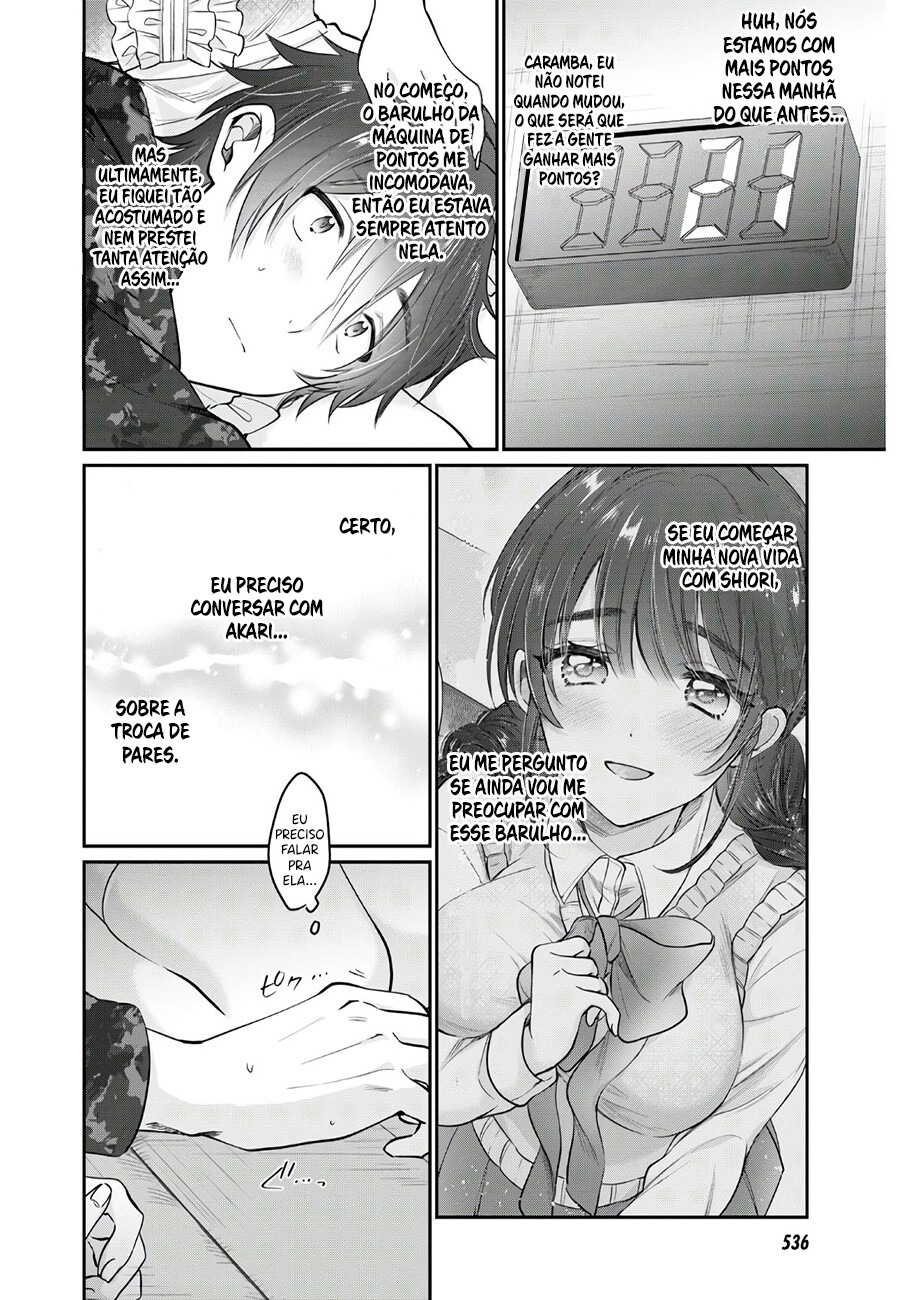 HUH, NÓS
ESTAMOS COM
MAIS PONTOS
NESSA MANHÃ
DO QUE ANTES...
CARAMBA, EU
NÃO NOTEI
QUANDO MUDOU,
O QUE SERÁ QUE
FEZ A GENTE
GANHAR MAIS
PONTOS?
NO COMEÇO,
O BARULHO DA
MÁQUINA DE
PONTOS ME
INCOMODAVA,
ENTÃO EU ESTAVA
SEMPRE ATENTO
NELA.
MAS
ULTIMAMENTE,
EU FIQUEI TÃO
ACOSTUMADO E
NEM PRESTEI
TANTA ATENÇÃO
ASSIM...
SE EU COMEÇAR
MINHA NOVA VIDA
COM SHIORI,
EU ME PERGUNTO
SE AINDA VOU ME
PREOCUPAR COM
ESSE BARULHO...
CERTO,
EU PRECISO
CONVERSAR COM
AKARI...
SOBRE A
TROCA DE
PARES.
EU
PRECISO
FALAR
PRA
ELA...
ピクッ...
536